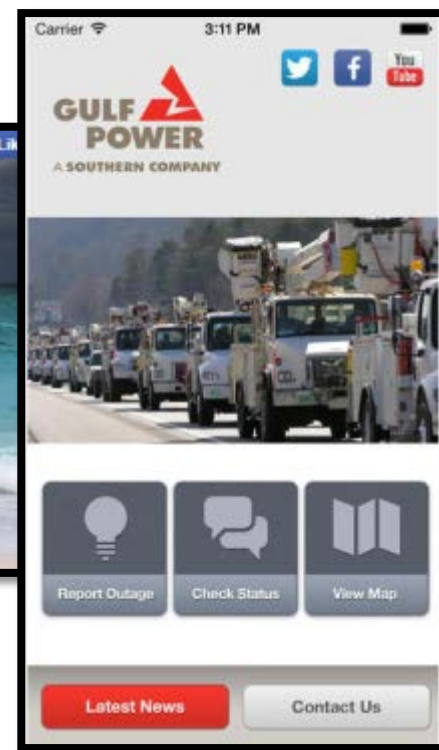 Carrier 3:11 PM
You
Tube
GULF
POWER
A SOUTHERN COMPANY
Lik
Report Outage Check Status View Map
Latest News Contact Us